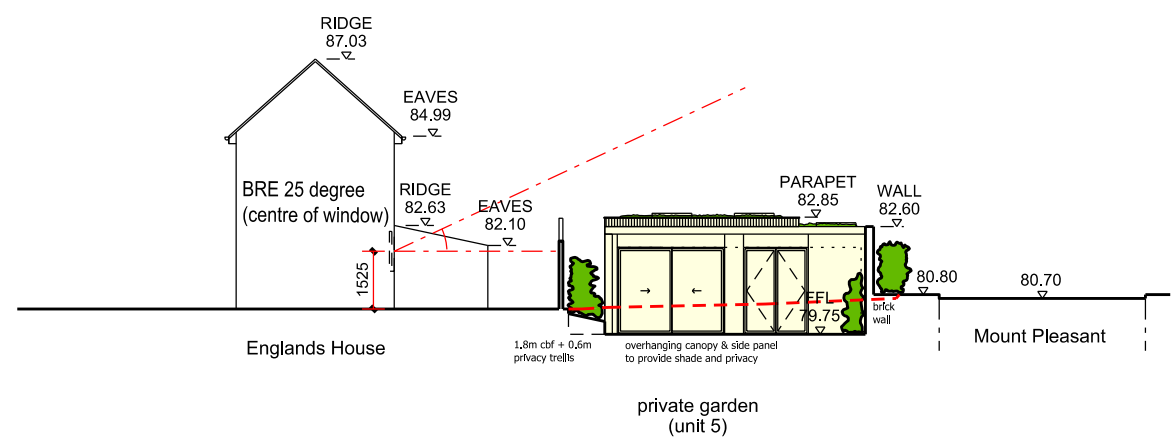 RIDGE
87.03
EAVES
84.99
BRE 25 degree
(centre of window)
RIDGE
82.63
EAVES
82.10
PARAPET
82.85
WALL
82.60
1525
80.80
80.70
FFL
79.75
brick
wall
Englands House
1.8m cbf + 0.6m
privacy trellis
overhanging canopy & side panel
to provide shade and privacy
Mount Pleasant
private garden
(unit 5)